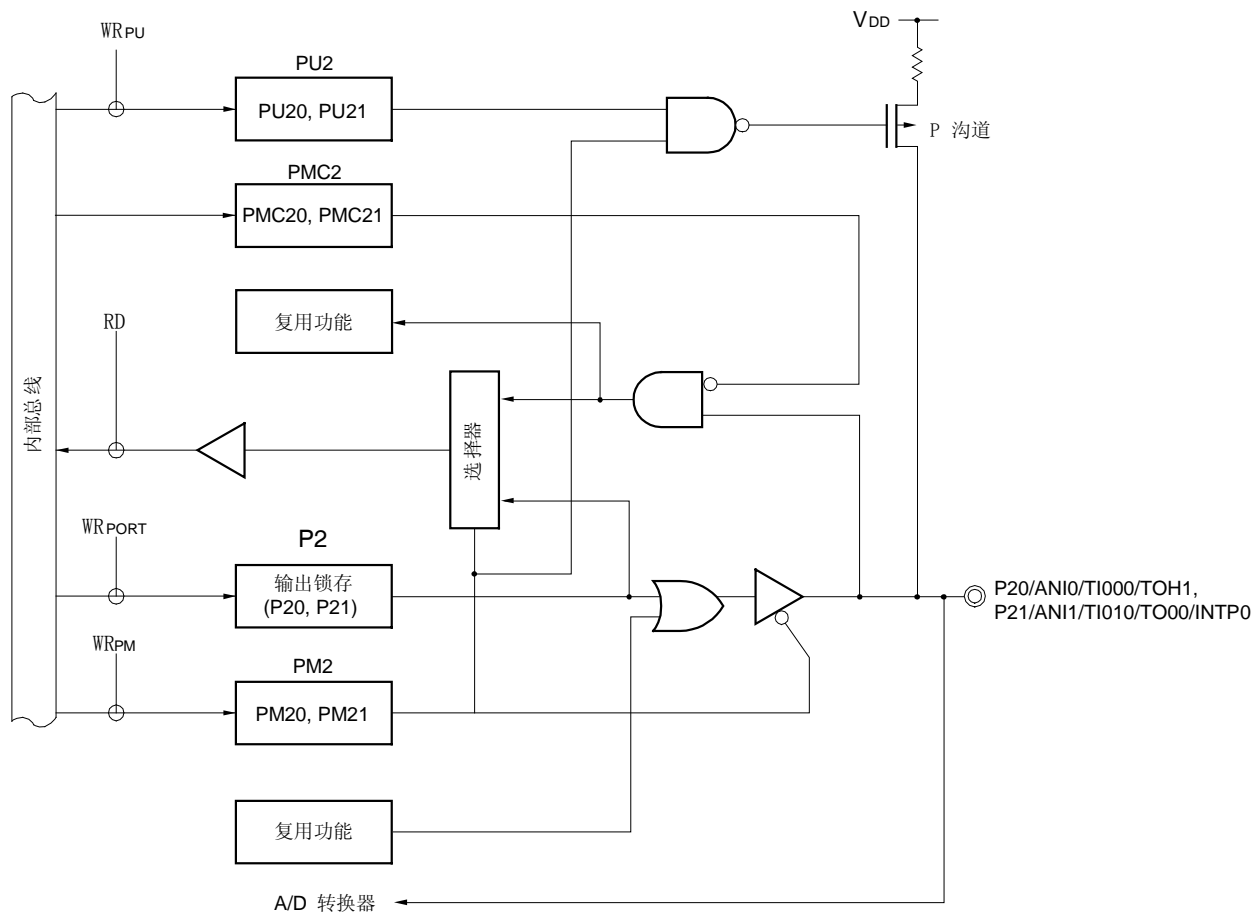 WRPU
VDD
PU2
PU20, PU21
P 沟道
PMC2
PMC20, PMC21
RD
复用功能
内部总线
选择器
WRPORT
P2
输出锁存
(P20, P21)
P20/ANI0/TI000/TOH1,
P21/ANI1/TI010/TO00/INTP0
WRPM
PM2
PM20, PM21
复用功能
A/D 转换器